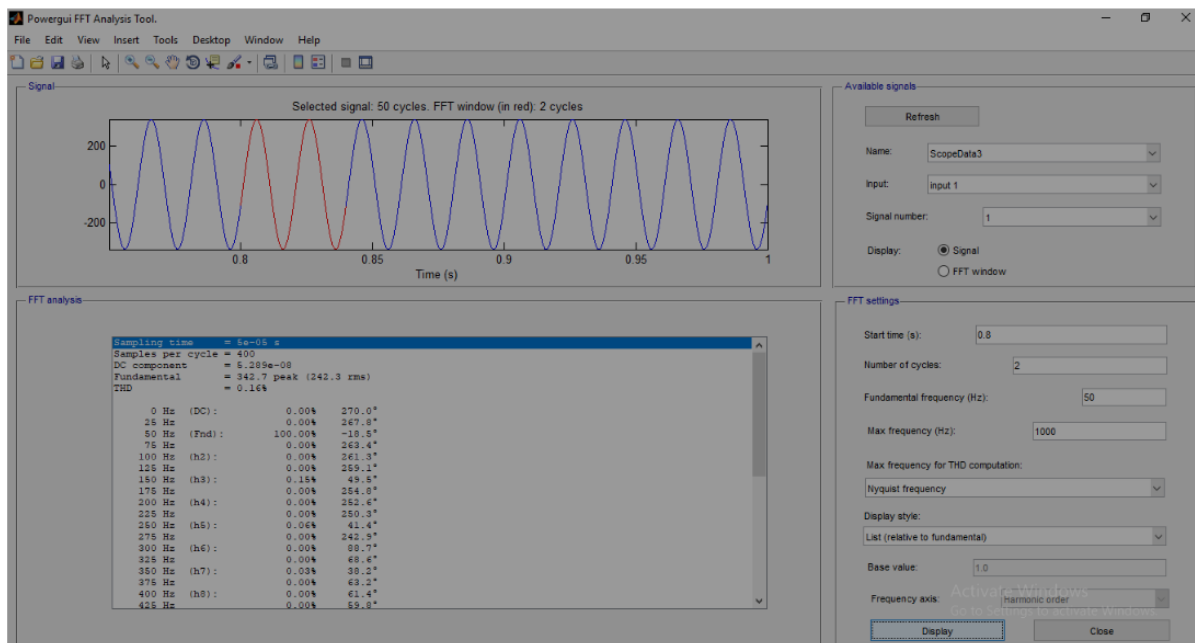 Powergui FFT Analysis Tool.
File Edit View Insert Tools Desktop Window Help
Signal
Selected signal: 50 cycles. FFT window (in red): 2 cycles
200
0
-200
0.8 0.85 0.9 0.95 1
Time (s)
Available signals
Refresh
Name: ScopeData3
Input: input 1
Signal number: 1
Display: Signal
FFT window
FFT analysis
Sampling time = 5e-05 s
Samples per cycle = 400
DC component = 5.289e-08
Fundamental = 342.7 peak (242.3 rms)
THD = 0.16%
0 Hz (DC): 0.00% 270.0°
25 Hz 0.00% 267.8°
50 Hz (Fnd): 100.00% -18.5°
75 Hz 0.00% 263.4°
100 Hz (h2): 0.00% 261.3°
125 Hz 0.00% 259.1°
150 Hz (h3): 0.15% 49.5°
175 Hz 0.00% 254.8°
200 Hz (h4): 0.00% 252.6°
225 Hz 0.00% 250.3°
250 Hz (h5): 0.06% 41.4°
275 Hz 0.00% 242.9°
300 Hz (h6): 0.00% 88.7°
325 Hz 0.00% 68.6°
350 Hz (h7): 0.03% 38.2°
375 Hz 0.00% 63.2°
400 Hz (h8): 0.00% 61.4°
425 Hz 0.00% 59.8°
FFT settings
Start time (s): 0.8
Number of cycles: 2
Fundamental frequency (Hz): 50
Max frequency (Hz): 1000
Max frequency for THD computation:
Nyquist frequency
Display style:
List (relative to fundamental)
Base value: 1.0
Frequency axis: Harmonic order
Activate Windows
Go to Settings to activate Windows.
Display Close